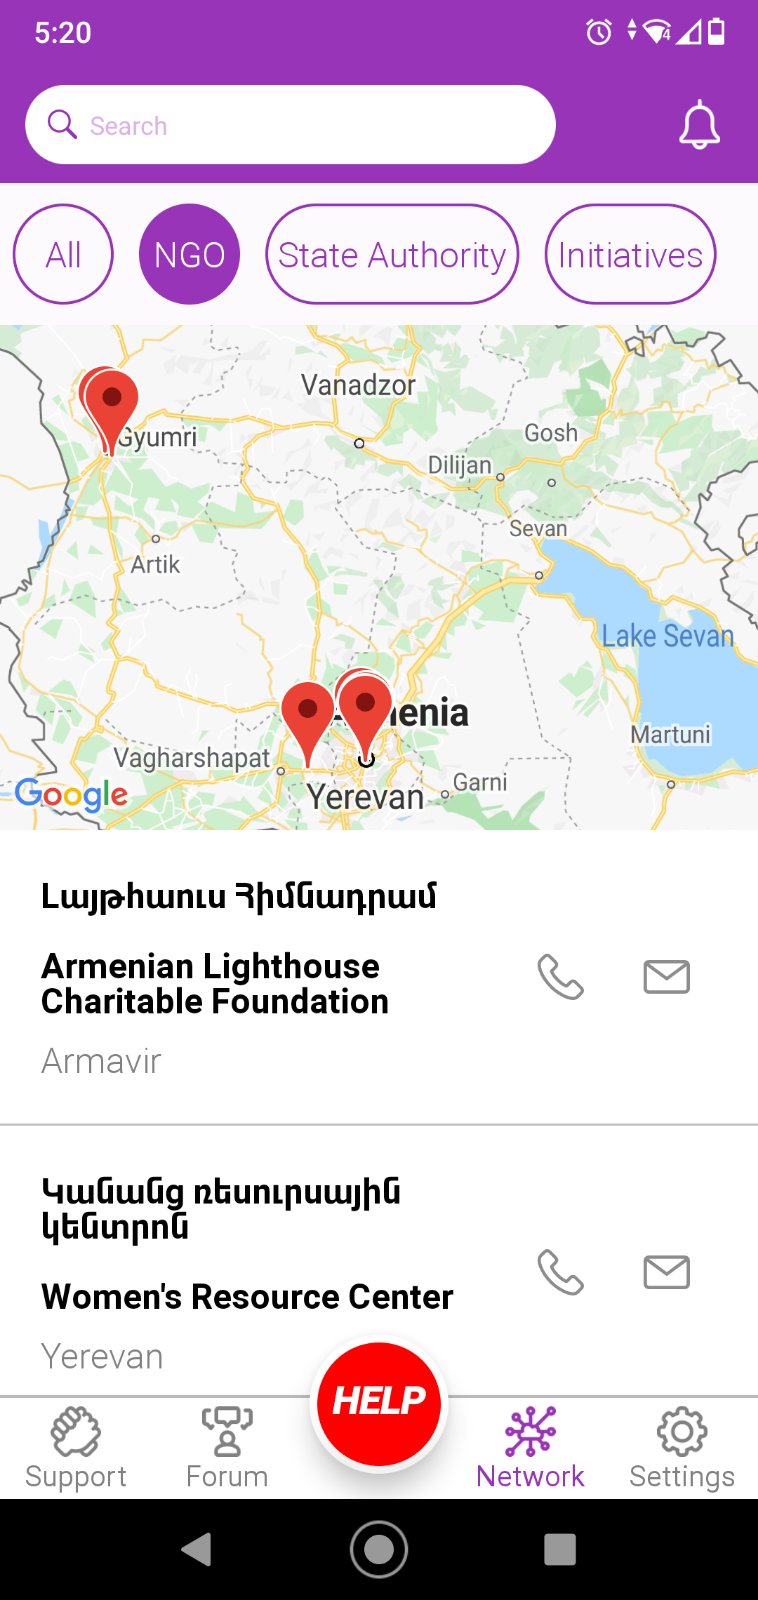 5:20
Search
All
NGO
State Authority
Initiatives
Vanadzor
Gyumri
Gosh
Dilijan
Sevan
Artik
Lake Sevan
Martuni
Vagharshapat
Garni
Yerevan
Google
Լայթհաուս Հիմնադրամ
Armenian Lighthouse
Charitable Foundation
Armavir
Կանանց ռեսուրսային
կենտրոն
Women's Resource Center
Yerevan
HELP
Support
Forum
Network
Settings